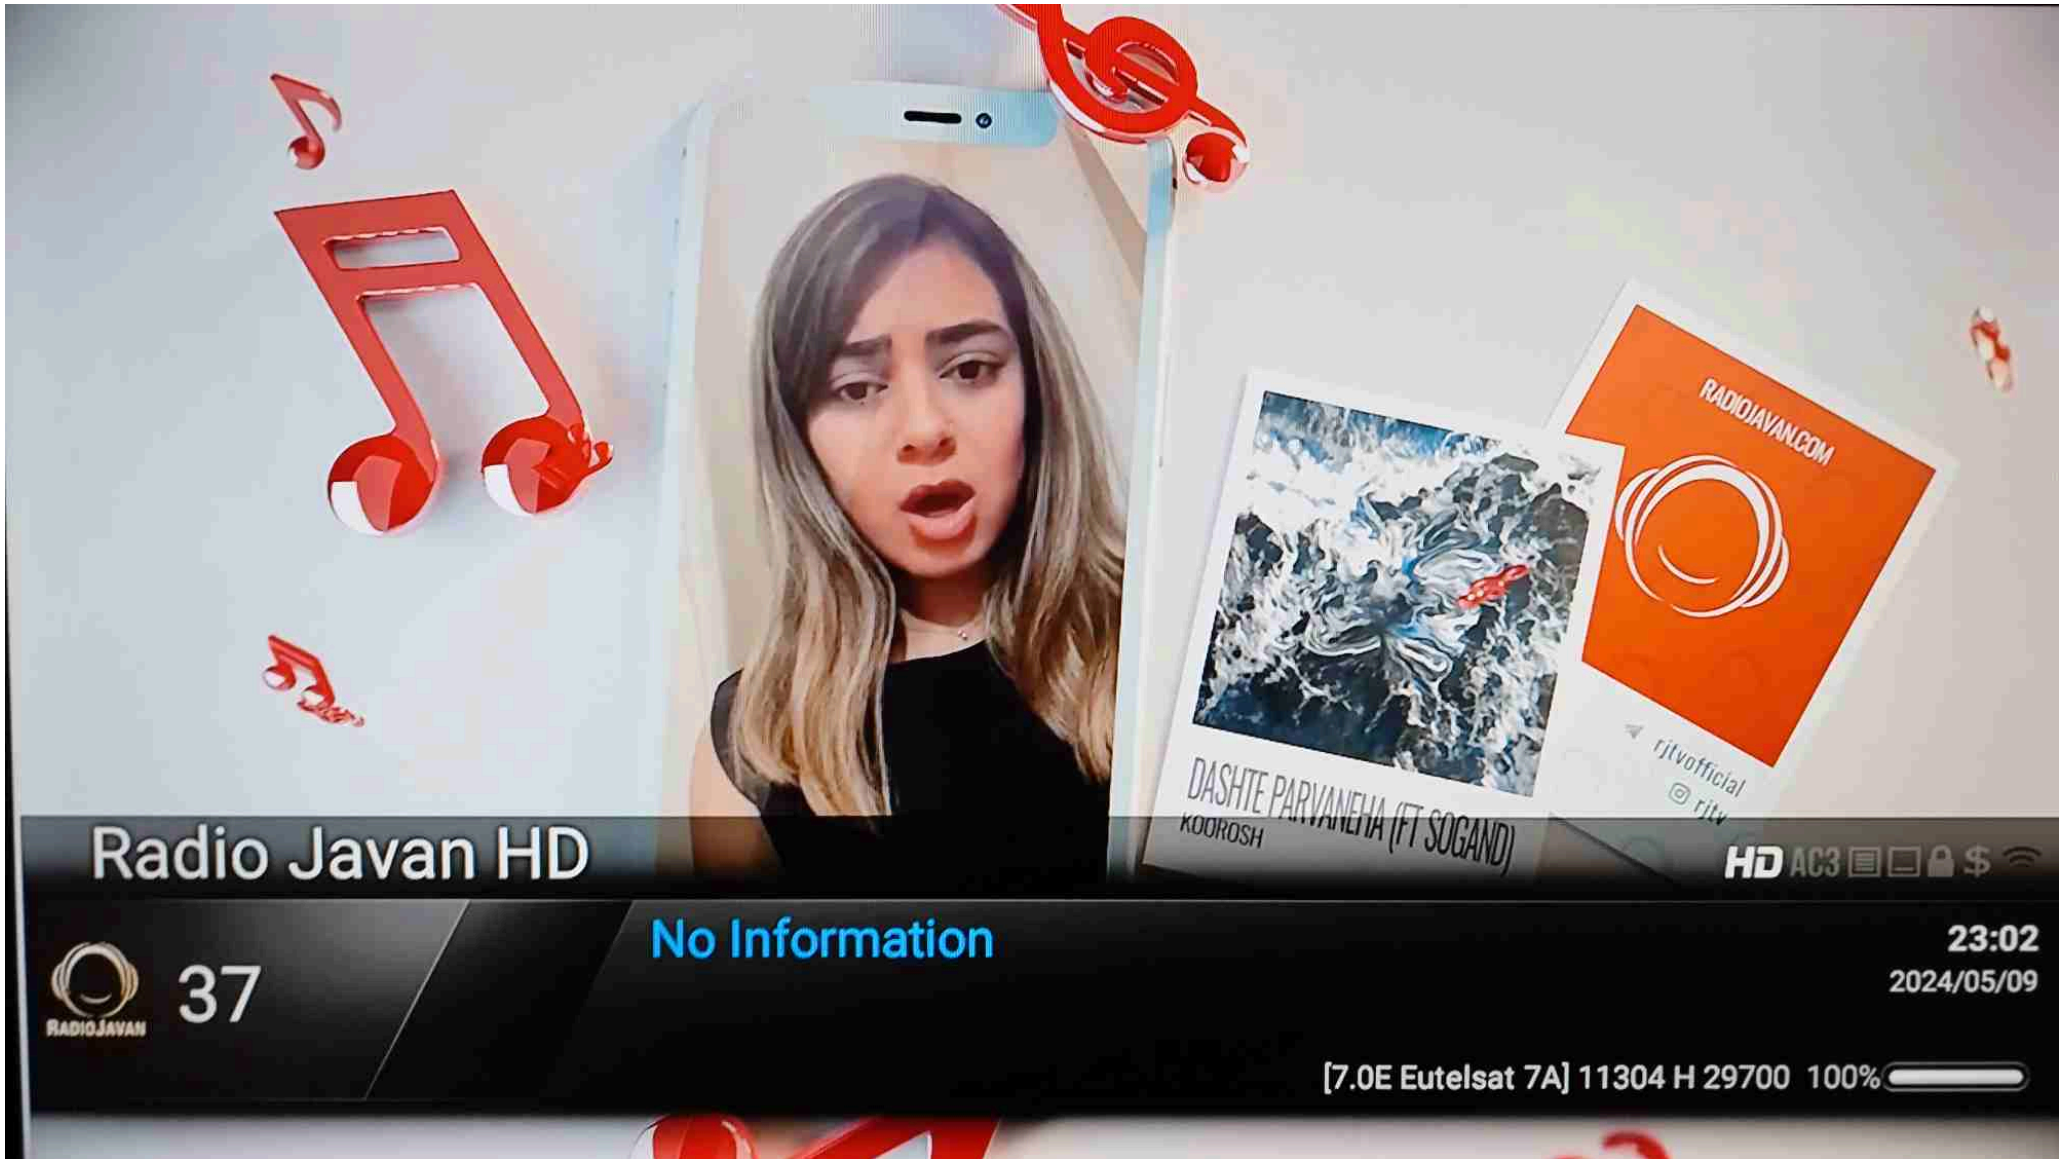 RADIOJAVAN.COM
rjtvofficial
rjtv
DASHTE PARVANEHA (FT SOGAND)
KOOROSH
Radio Javan HD
HD AC3 $
No Information
23:02
2024/05/09
37
RADIOJAVAN
[7.0E Eutelsat 7A] 11304 H 29700 100%